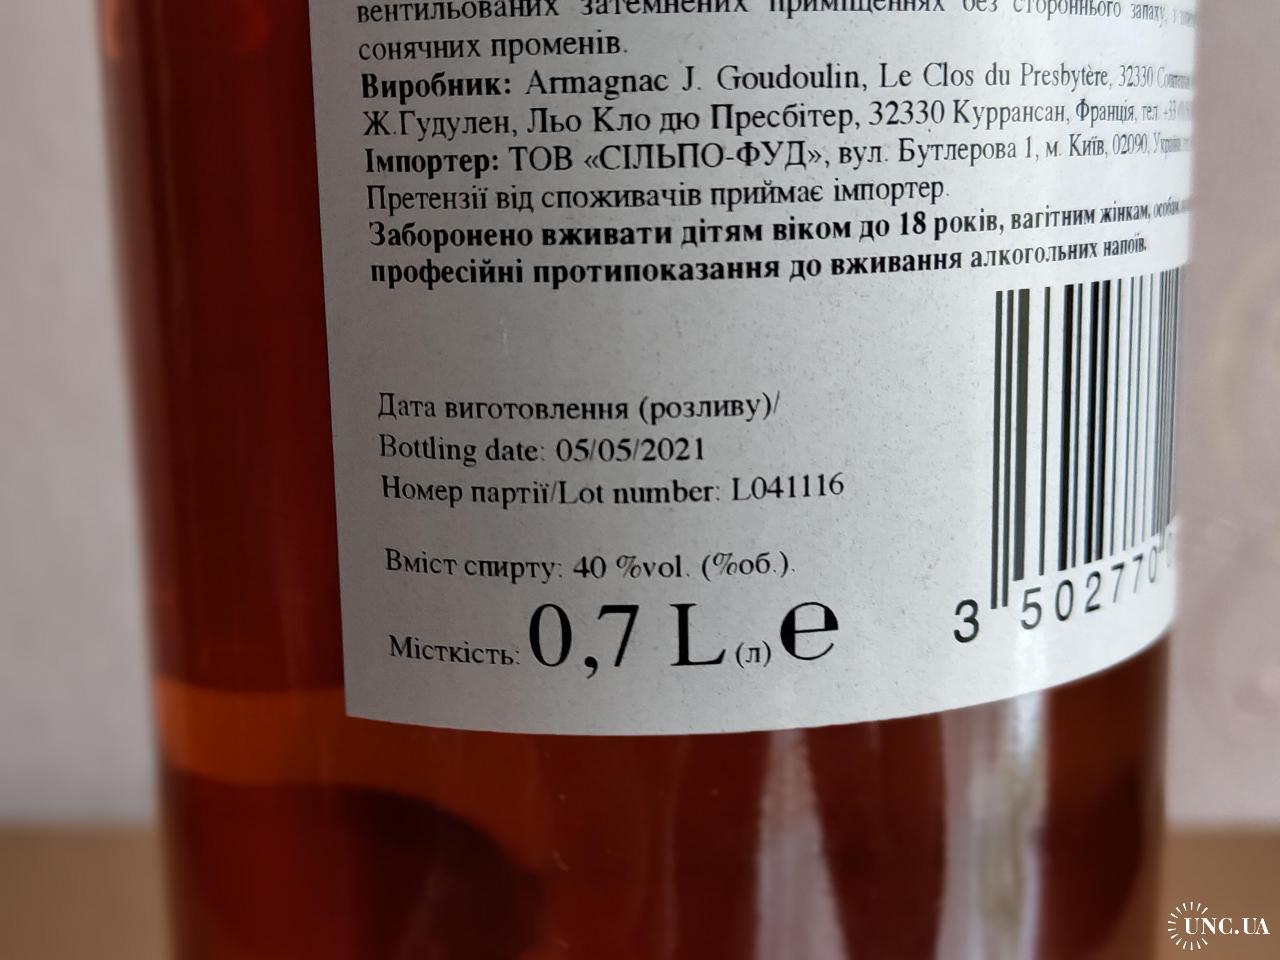 вентильованих затемнених приміщеннях без стороннього запаху,
сонячних променів.
Виробник: Armagnac J. Goudoulin, Le Clos du Presbytère, 32330
Ж.Гудулен, Льо Кло дю Пресбітер, 32330 Куррансан, Франція, тел.
Імпортер: ТОВ «СІЛЬПО-ФУД», вул. Бутлерова 1, м. Київ, 02090,
Претензії від споживачів приймає імпортер.
Заборонено вживати дітям віком до 18 років, вагітним жінкам,
професійні протипоказання до вживання алкогольних напоїв.
Дата виготовлення (розливу)/
Bottling date: 05/05/2021
Номер партії/Lot number: L041116
Вміст спирту: 40 %vol. (%об.).
Місткість: 0,7 L (л) e
3 502770
UNC.UA